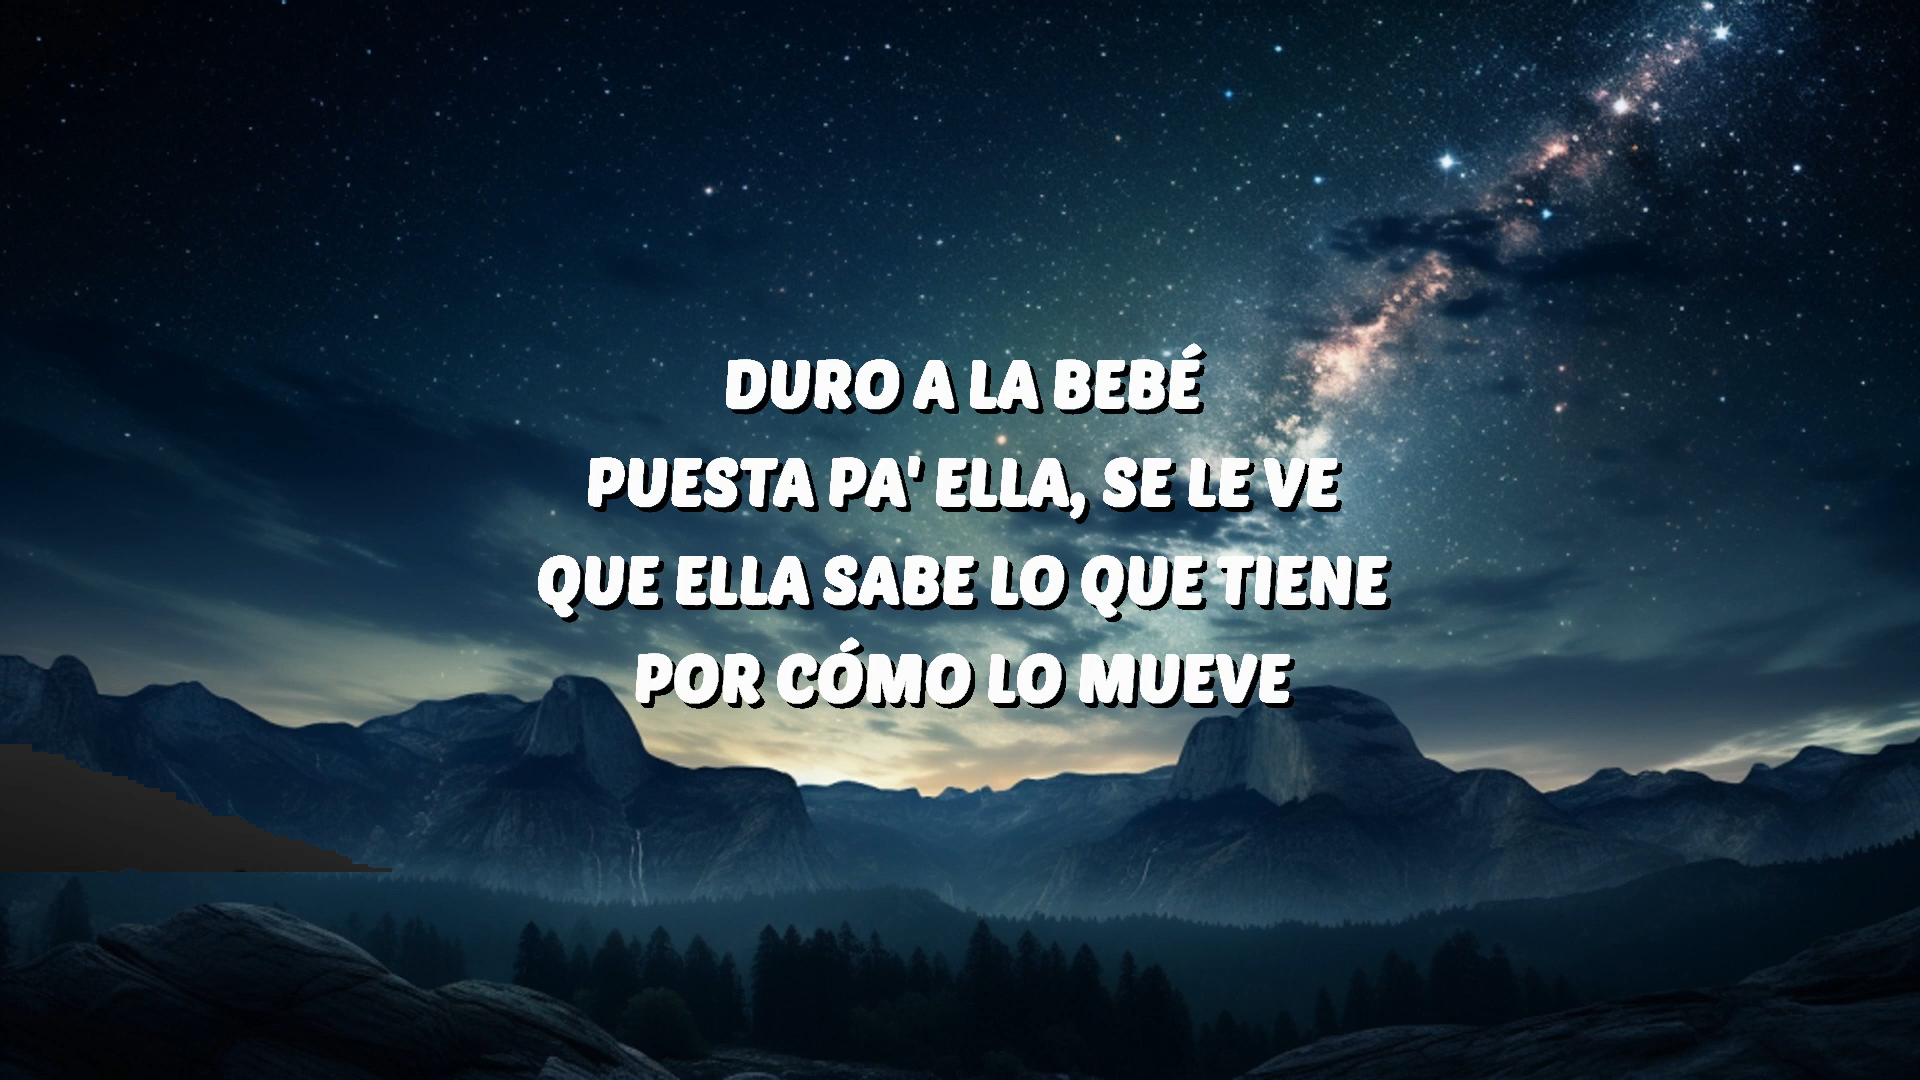 DURO A LA BEBÉ
PUESTA PA' ELLA, SE LE VE
QUE ELLA SABE LO QUE TIENE
POR CÓMO LO MUEVE